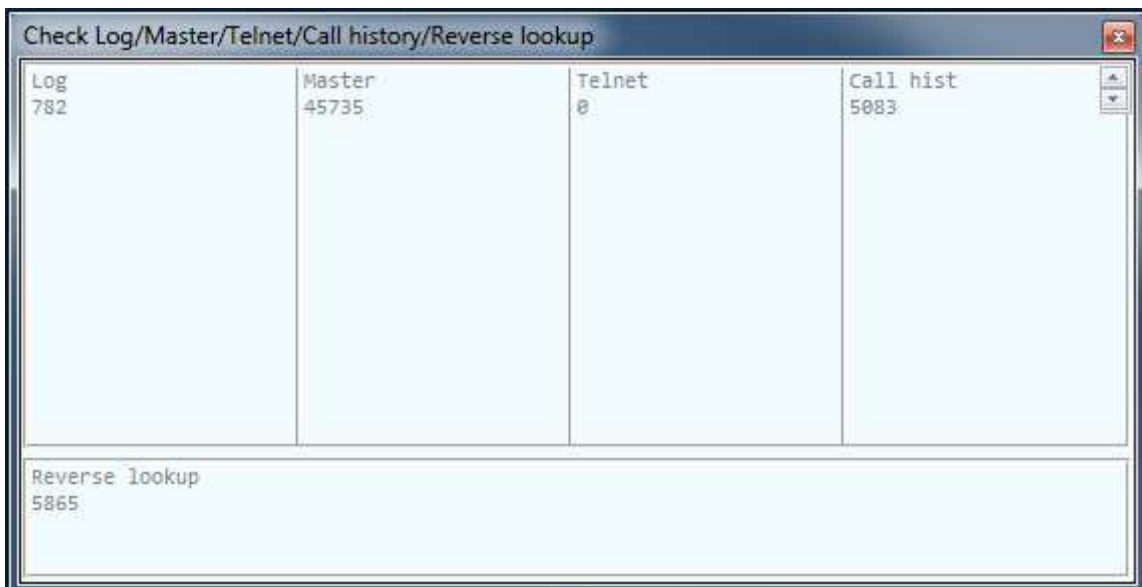 Check Log/Master/Telnet/Call history/Reverse lookup
Log Master Telnet Call hist
782 45735 0 5083
Reverse lookup
5865